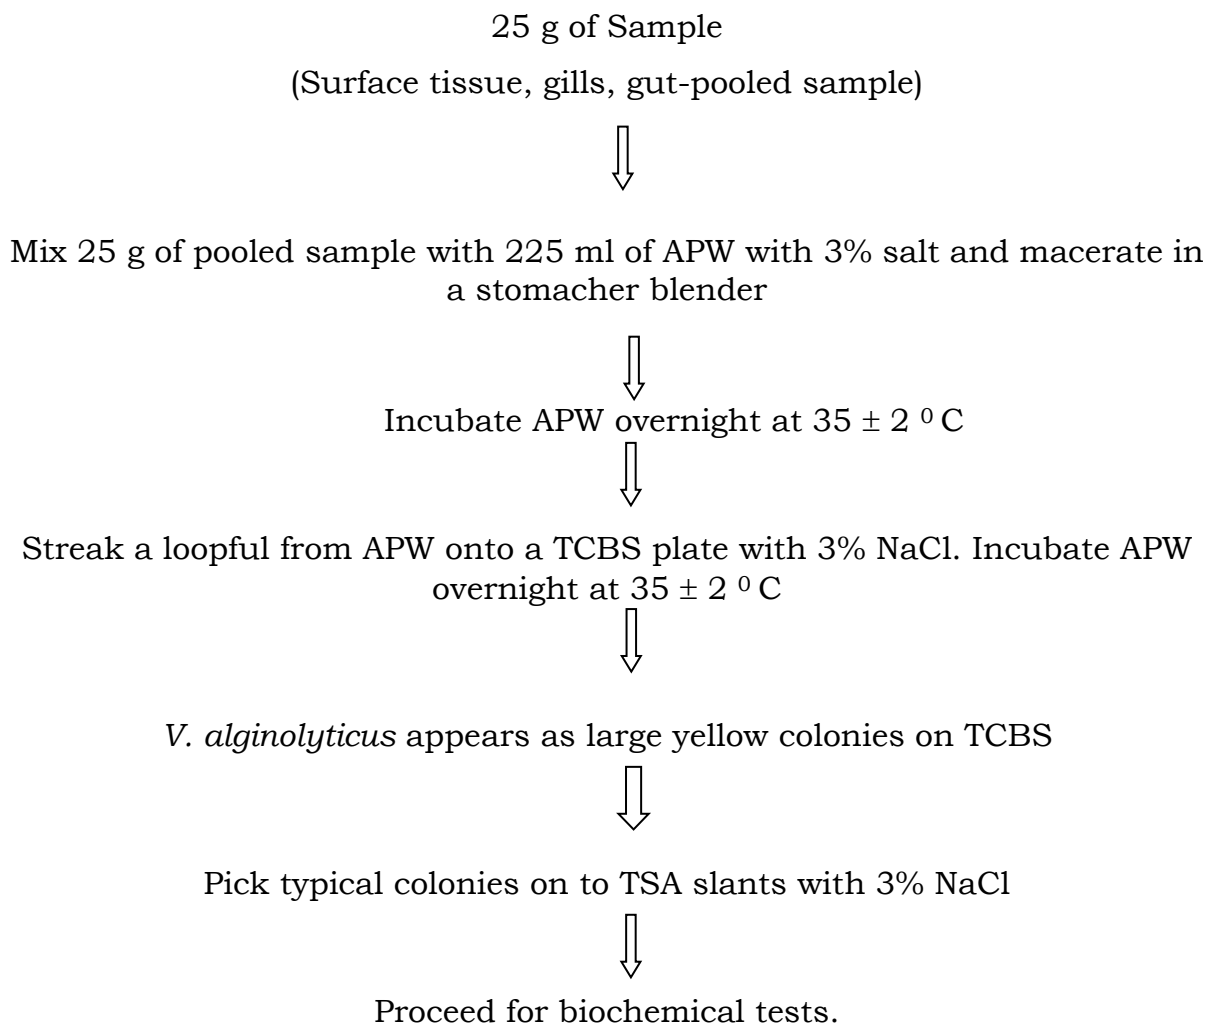 25 g of Sample
(Surface tissue, gills, gut-pooled sample)
Mix 25 g of pooled sample with 225 ml of APW with 3% salt and macerate in
a stomacher blender
Incubate APW overnight at 35 ± 2 ⁰ C
Streak a loopful from APW onto a TCBS plate with 3% NaCl. Incubate APW
overnight at 35 ± 2 ⁰ C
V. alginolyticus appears as large yellow colonies on TCBS
Pick typical colonies on to TSA slants with 3% NaCl
Proceed for biochemical tests.